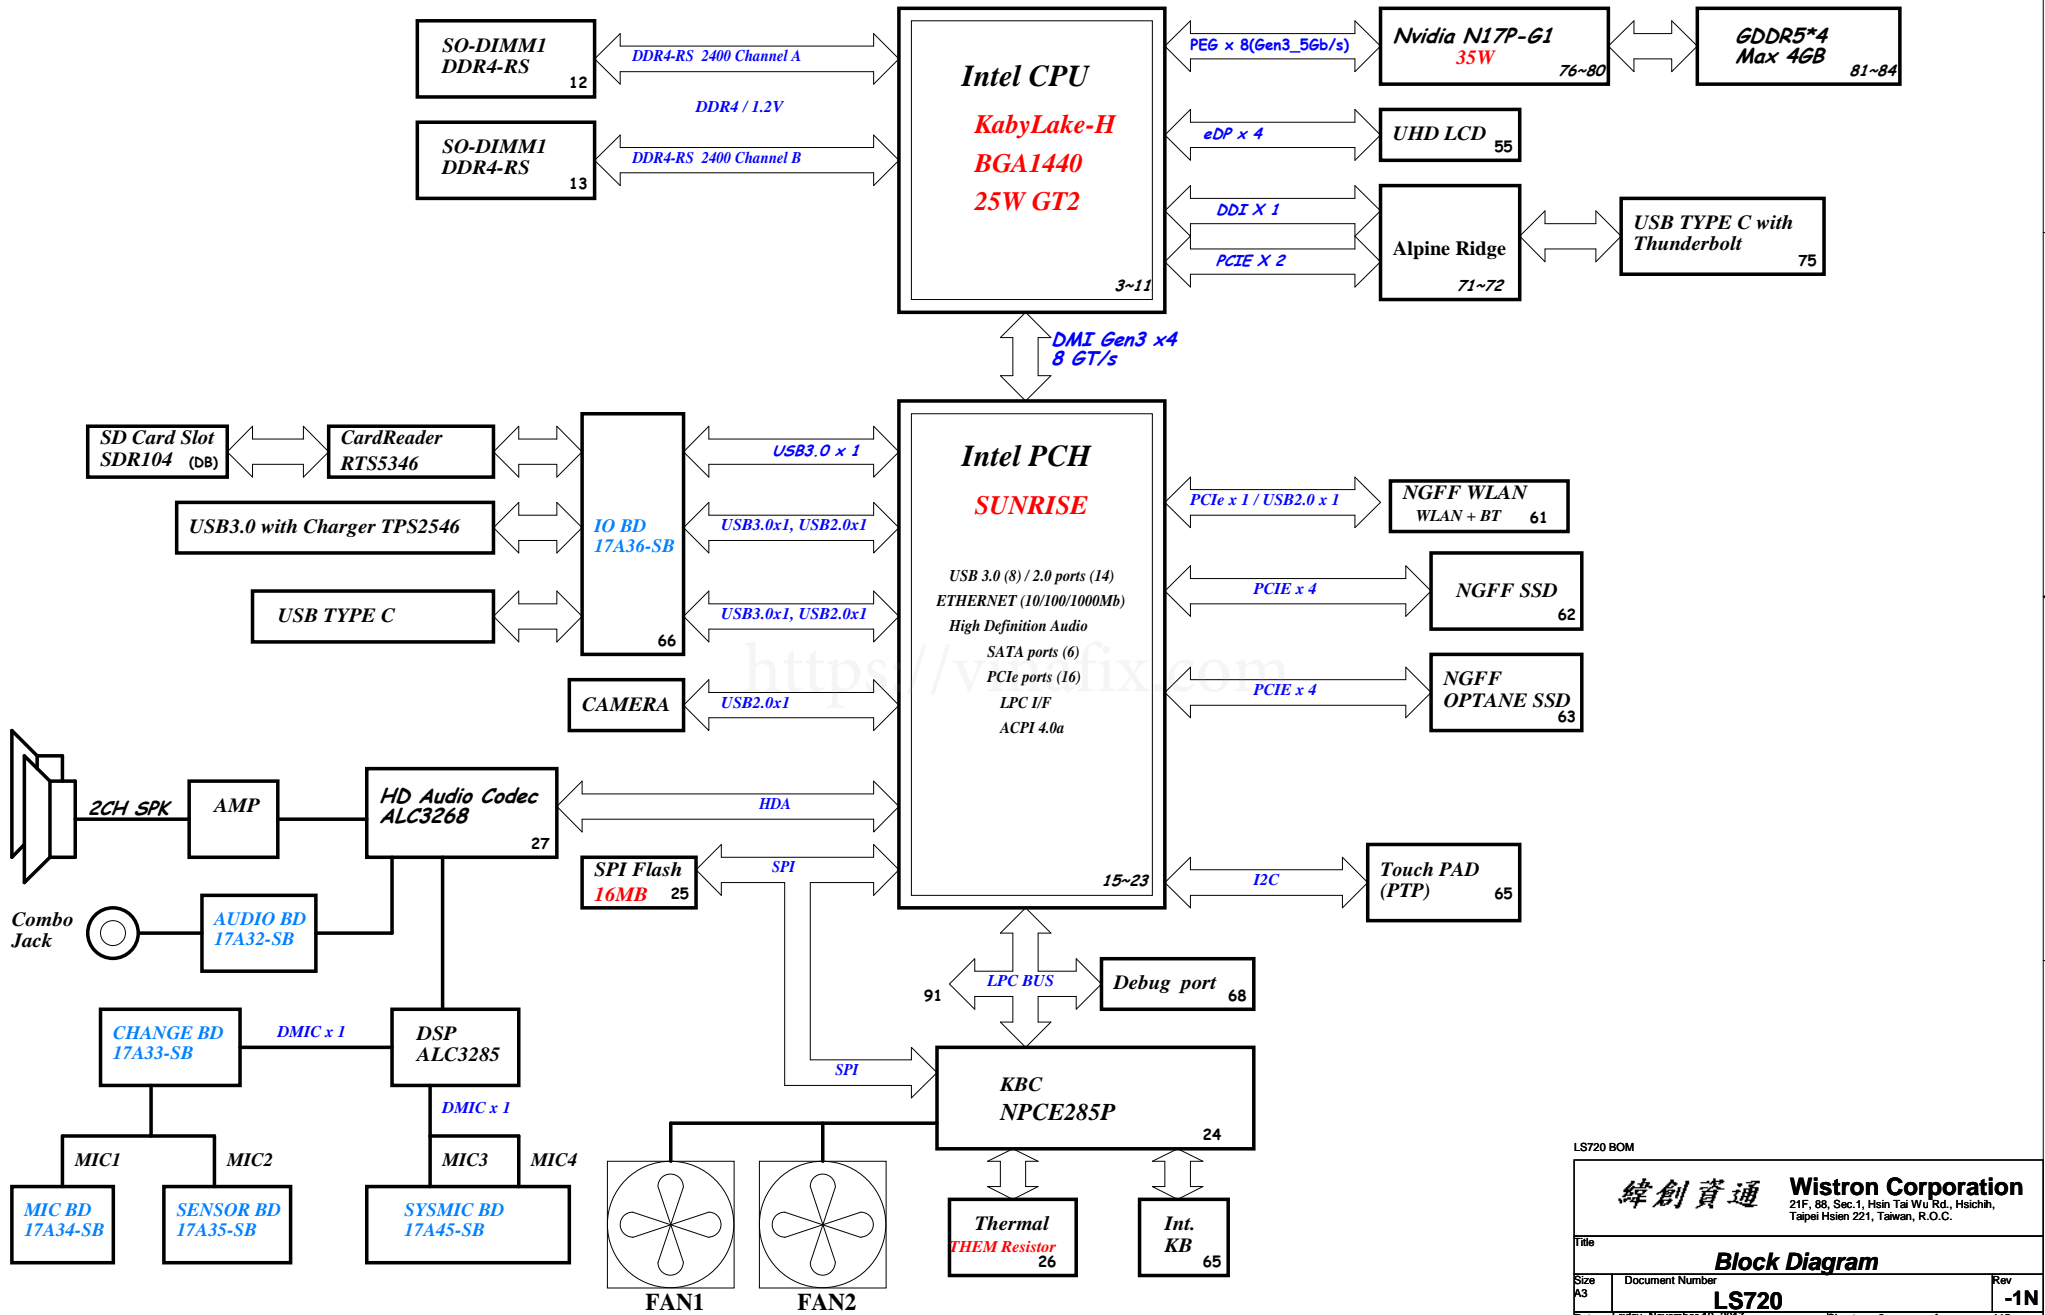 SO-DIMM1
DDR4-RS
12
DDR4-RS 2400 Channel A
DDR4 / 1.2V
SO-DIMM1
DDR4-RS
13
DDR4-RS 2400 Channel B
Intel CPU
KabyLake-H
BGA1440
25W GT2
3~11
PEG x 8(Gen3_5Gb/s)
Nvidia N17P-G1
35W
76~80
GDDR5*4
Max 4GB
81~84
eDP x 4
UHD LCD
55
DDI X 1
PCIE X 2
Alpine Ridge
71~72
USB TYPE C with
Thunderbolt
75
DMI Gen3 x4
8 GT/s
SD Card Slot
SDR104 (DB)
CardReader
RTS5346
USB3.0 with Charger TPS2546
USB TYPE C
IO BD
17A36-SB
66
USB3.0 x 1
USB3.0x1, USB2.0x1
USB3.0x1, USB2.0x1
CAMERA
USB2.0x1
Intel PCH
SUNRISE
USB 3.0 (8) / 2.0 ports (14)
ETHERNET (10/100/1000Mb)
High Definition Audio
SATA ports (6)
PCIe ports (16)
LPC I/F
ACPI 4.0a
15~23
https://vinafix.com
PCIe x 1 / USB2.0 x 1
NGFF WLAN
WLAN + BT
61
PCIE x 4
NGFF SSD
62
PCIE x 4
NGFF
OPTANE SSD
63
2CH SPK
AMP
HD Audio Codec
ALC3268
27
HDA
SPI Flash
16MB
25
SPI
I2C
Touch PAD
(PTP)
65
Combo
Jack
AUDIO BD
17A32-SB
91
LPC BUS
Debug port
68
CHANGE BD
17A33-SB
DMIC x 1
DSP
ALC3285
DMIC x 1
SPI
KBC
NPCE285P
24
MIC1
MIC2
MIC3
MIC4
MIC BD
17A34-SB
SENSOR BD
17A35-SB
SYSMIC BD
17A45-SB
FAN1
FAN2
Thermal
THEM Resistor
26
Int.
KB
65
LS720 BOM
緯創資通
Wistron Corporation
21F, 88, Sec.1, Hsin Tai Wu Rd., Hsichih,
Taipei Hsien 221, Taiwan, R.O.C.
Title
Block Diagram
Size
A3
Document Number
LS720
Rev
-1N